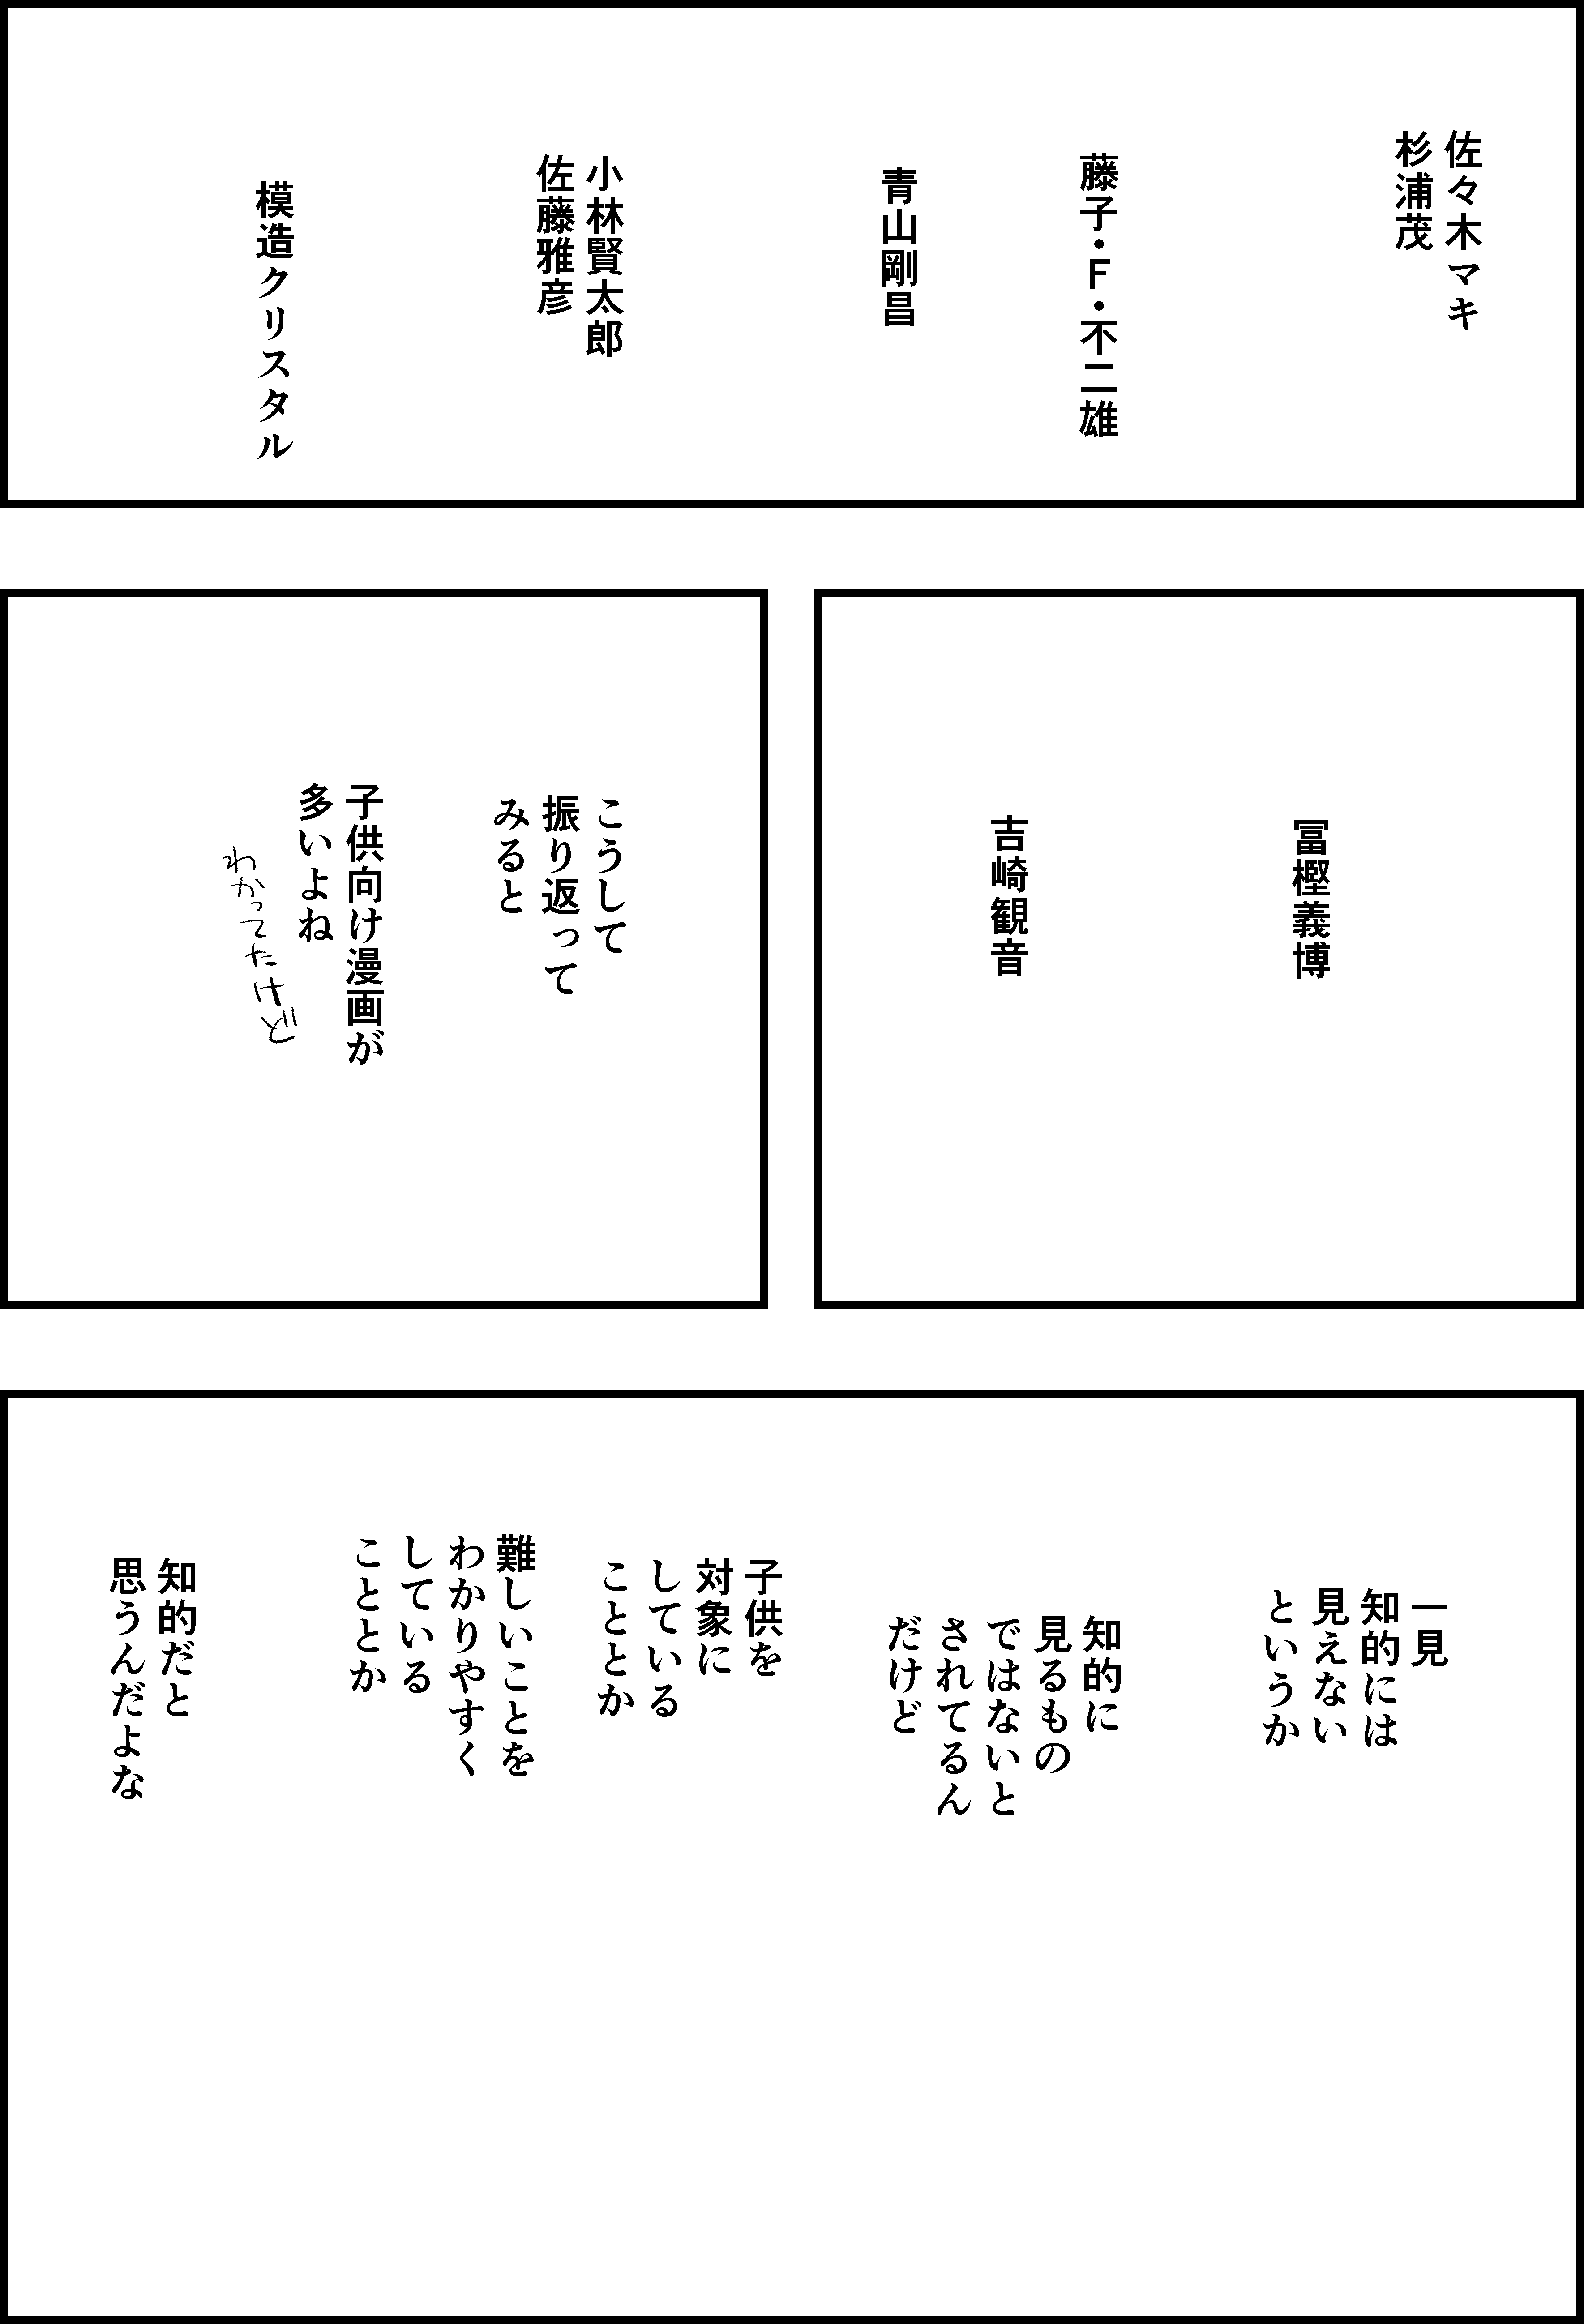 佐々木マキ
杉浦茂
藤子・F・不二雄
青山剛昌
小林賢太郎
佐藤雅彦
模造クリスタル
冨樫義博
吉崎観音
こうして
振り返って
みると
子供向け漫画が
多いよね
わかってたけど
一見
知的には
見えない
というか
知的に
見るもの
ではないと
されてるん
だけど
子供を
対象に
している
こととか
難しいことを
わかりやすく
している
こととか
知的だと
思うんだよな